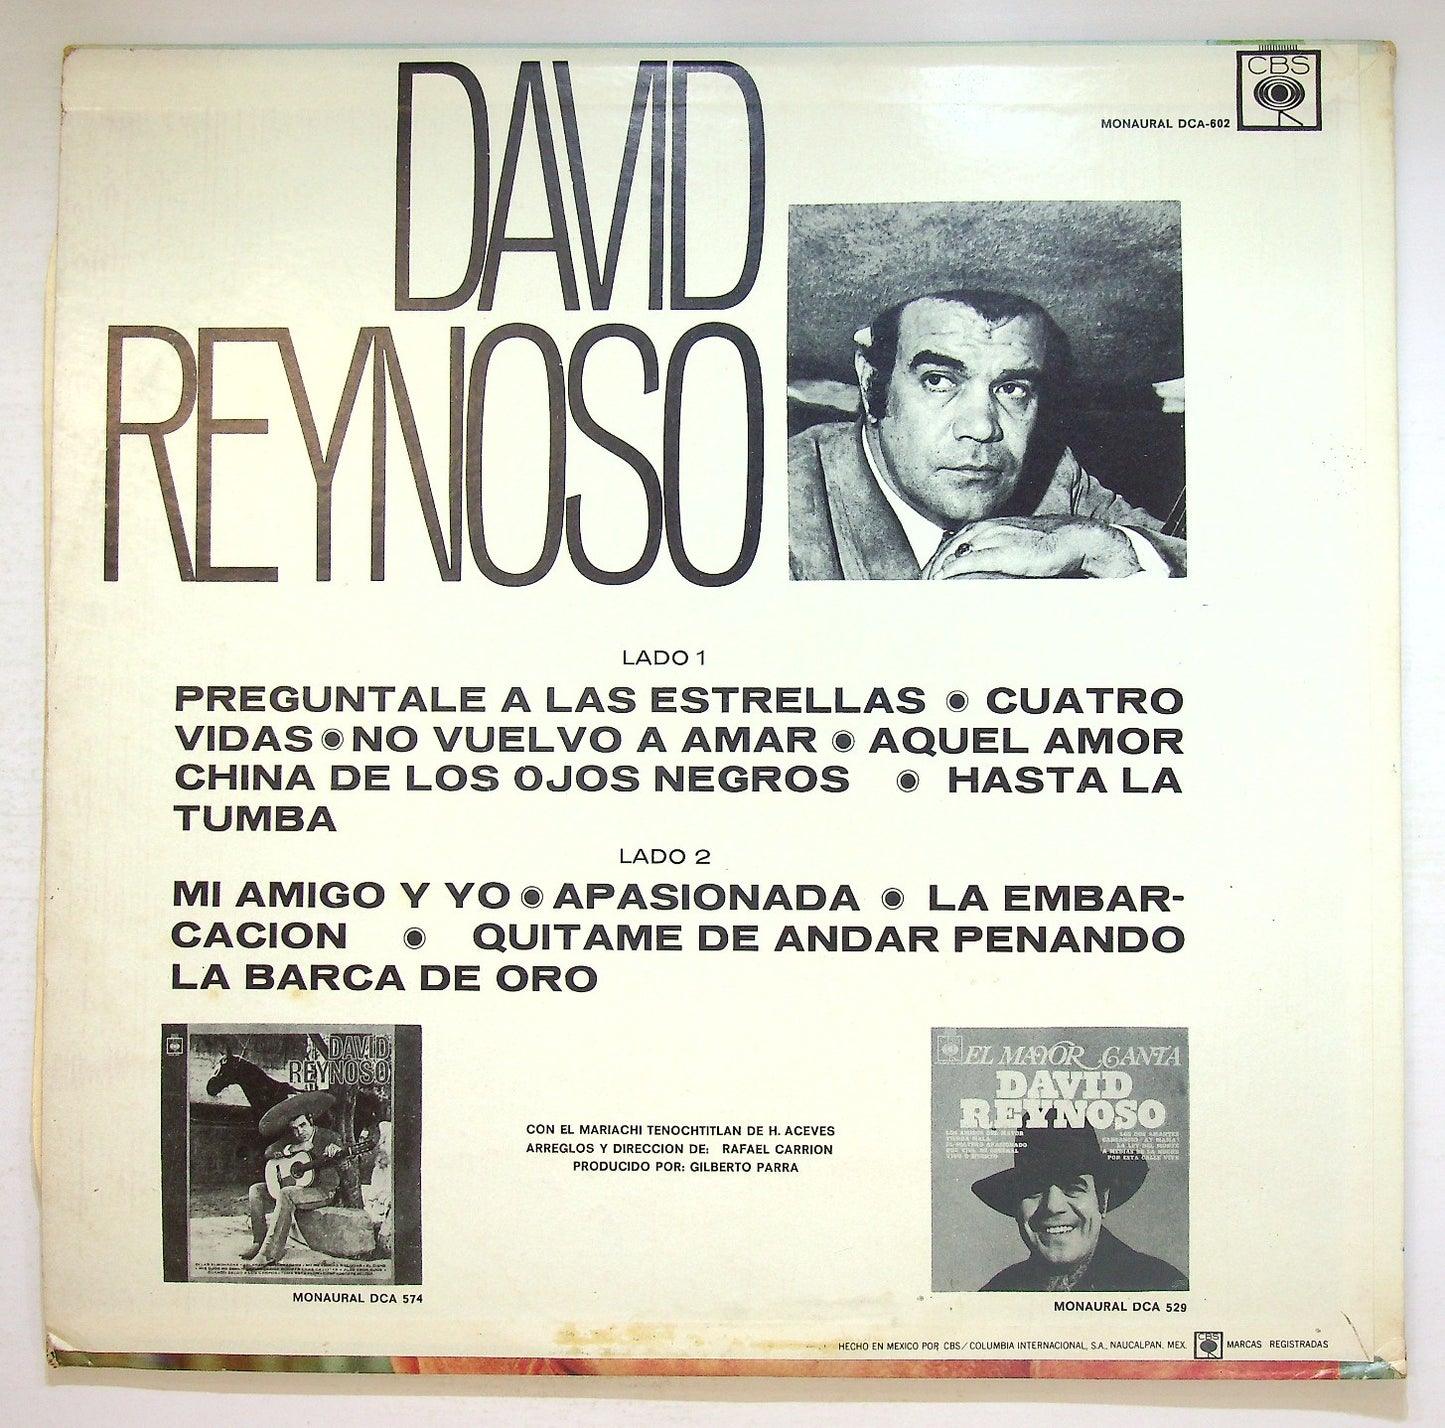 DAVID
REYNOSO
CBS
MONAURAL DCA-602
LADO 1
PREGUNTALE A LAS ESTRELLAS ◉ CUATRO
VIDAS ◉ NO VUELVO A AMAR ◉ AQUEL AMOR
CHINA DE LOS OJOS NEGROS ◉ HASTA LA
TUMBA
LADO 2
MI AMIGO Y YO ◉ APASIONADA ◉ LA EMBAR-
CACION ◉ QUITAME DE ANDAR PENANDO
LA BARCA DE ORO
DAVID
REYNOSO
MONAURAL DCA 574
CON EL MARIACHI TENOCHTITLAN DE H. ACEVES
ARREGLOS Y DIRECCION DE: RAFAEL CARRION
PRODUCIDO POR: GILBERTO PARRA
EL MAYOR CANTA
DAVID
REYNOSO
MONAURAL DCA 529
HECHO EN MEXICO POR CBS/COLUMBIA INTERNACIONAL, S.A., NAUCALPAN, MEX. CBS MARCAS REGISTRADAS